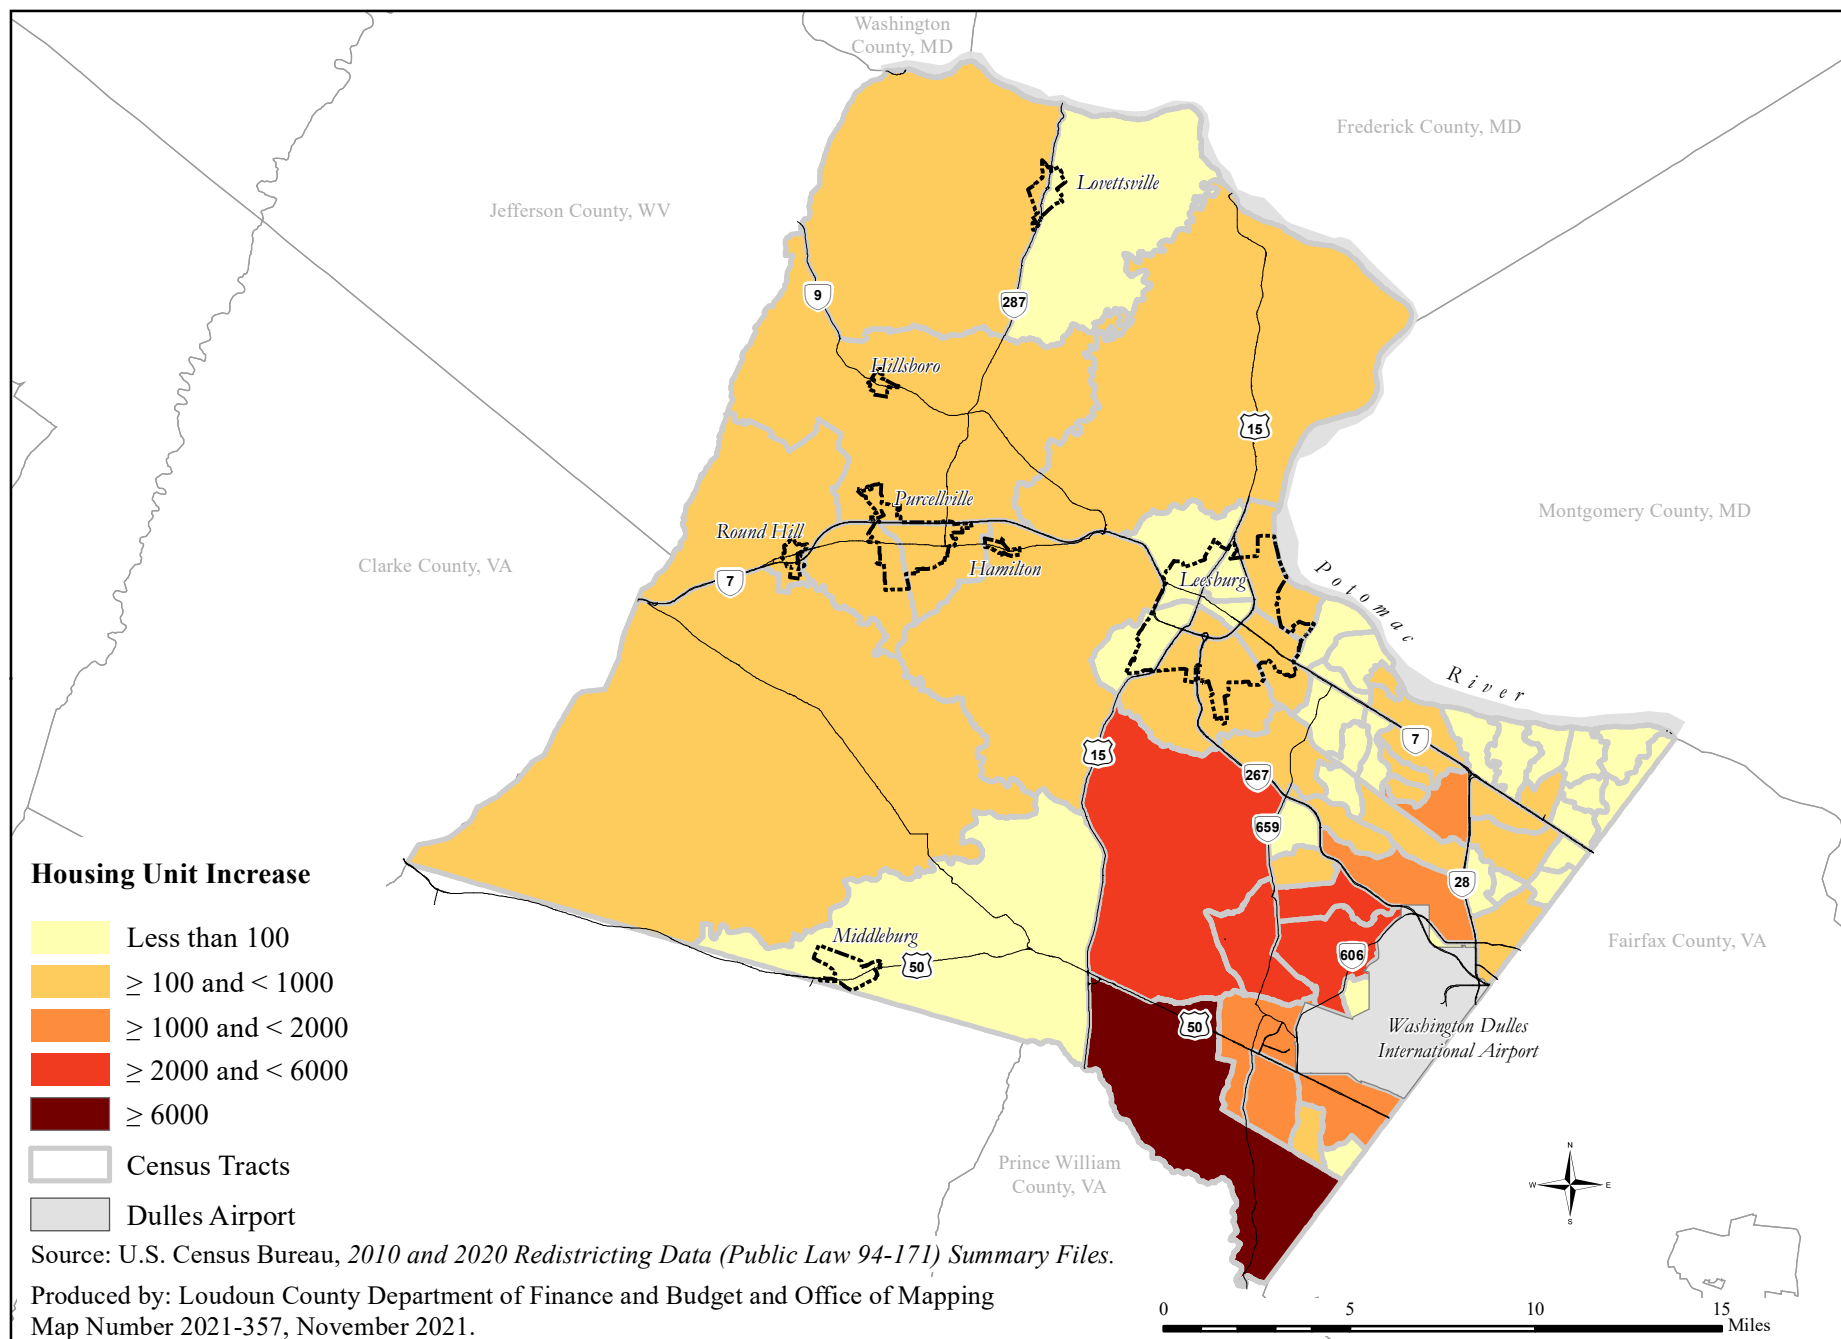 Washington
County, MD
Frederick County, MD
Jefferson County, WV
Lovettsville
9
287
Hillsboro
15
Purcellville
Montgomery County, MD
Round Hill
Clarke County, VA
Hamilton
7
Leesburg
Potomac River
15
7
267
659
Housing Unit Increase
28
Less than 100
Middleburg
50
Fairfax County, VA
606
≥ 100 and < 1000
≥ 1000 and < 2000
50
Washington Dulles
International Airport
≥ 2000 and < 6000
≥ 6000
N
W E
S
Census Tracts
Prince William
County, VA
Dulles Airport
Source: U.S. Census Bureau, 2010 and 2020 Redistricting Data (Public Law 94-171) Summary Files.
Produced by: Loudoun County Department of Finance and Budget and Office of Mapping
Map Number 2021-357, November 2021.
0 5 10 15
Miles